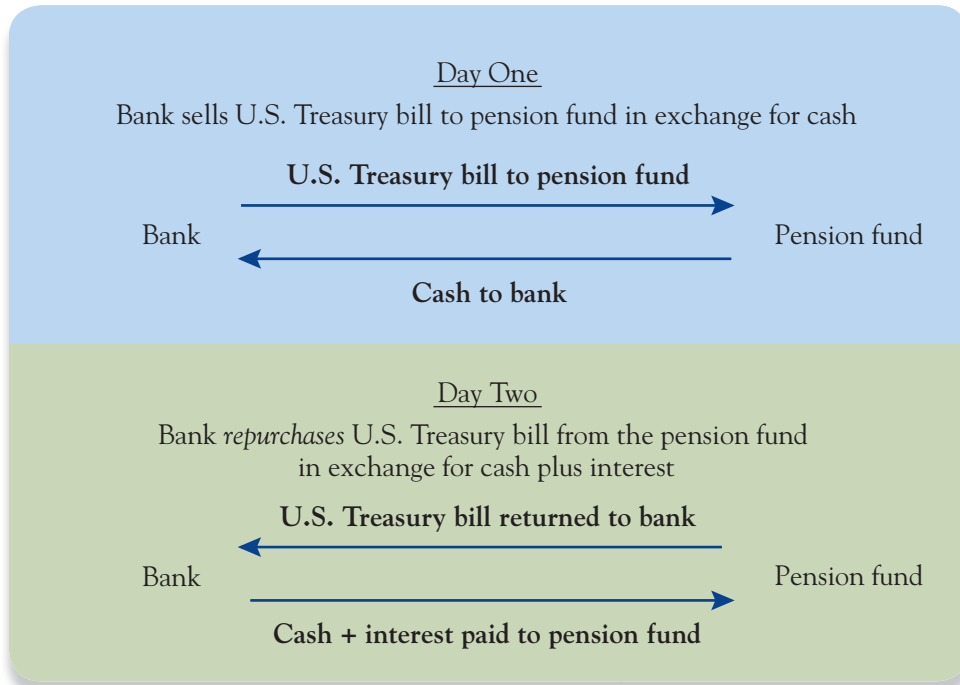 Day One
Bank sells U.S. Treasury bill to pension fund in exchange for cash
U.S. Treasury bill to pension fund
Bank Pension fund
Cash to bank
Day Two
Bank repurchases U.S. Treasury bill from the pension fund
in exchange for cash plus interest
U.S. Treasury bill returned to bank
Bank Pension fund
Cash + interest paid to pension fund